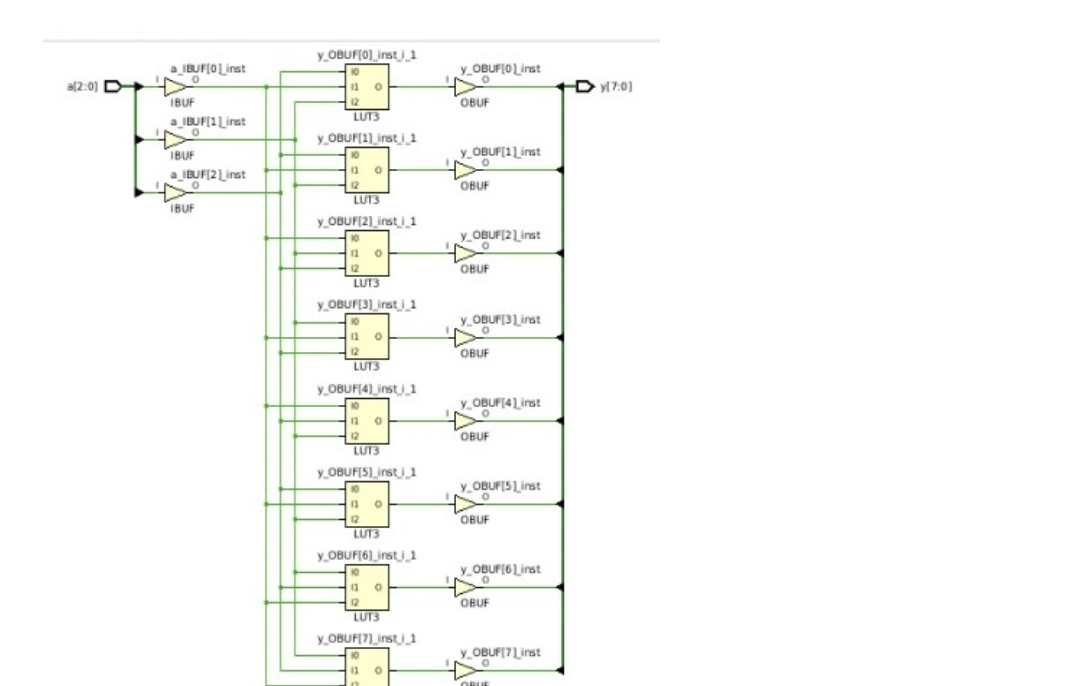 y_OBUF[0]_inst_i_1
a_IBUF[0]_inst
y_OBUF[0]_inst
a[2:0]
I
O
I0
I1
O
I2
I
O
y[7:0]
IBUF
OBUF
LUT3
a_IBUF[1]_inst
I
O
IBUF
y_OBUF[1]_inst_i_1
y_OBUF[1]_inst
I0
I1
O
I2
I
O
OBUF
LUT3
a_IBUF[2]_inst
I
O
IBUF
y_OBUF[2]_inst_i_1
y_OBUF[2]_inst
I0
I1
O
I2
I
O
OBUF
LUT3
y_OBUF[3]_inst_i_1
y_OBUF[3]_inst
I0
I1
O
I2
I
O
OBUF
LUT3
y_OBUF[4]_inst_i_1
y_OBUF[4]_inst
I0
I1
O
I2
I
O
OBUF
LUT3
y_OBUF[5]_inst_i_1
y_OBUF[5]_inst
I0
I1
O
I2
I
O
OBUF
LUT3
y_OBUF[6]_inst_i_1
y_OBUF[6]_inst
I0
I1
O
I2
I
O
OBUF
LUT3
y_OBUF[7]_inst_i_1
y_OBUF[7]_inst
I0
I1
O
I
O